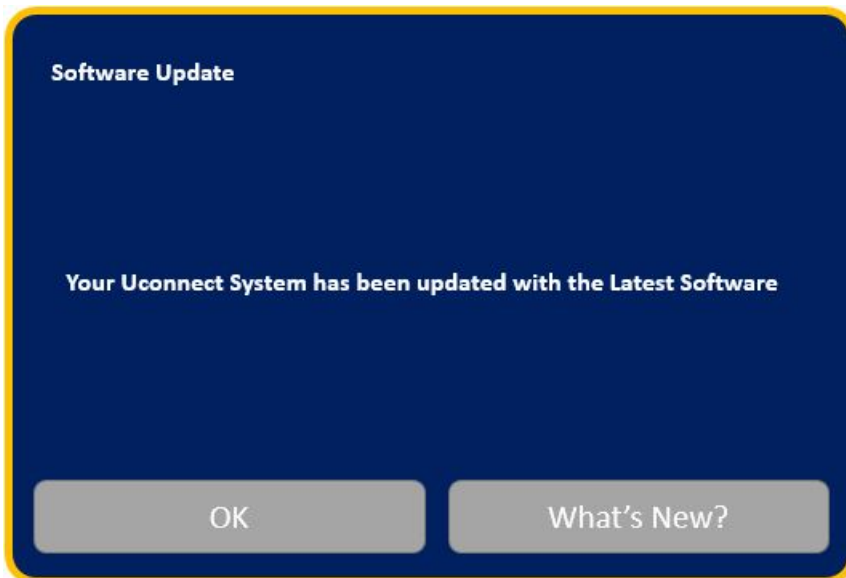 Software Update
Your Uconnect System has been updated with the Latest Software
OK
What’s New?